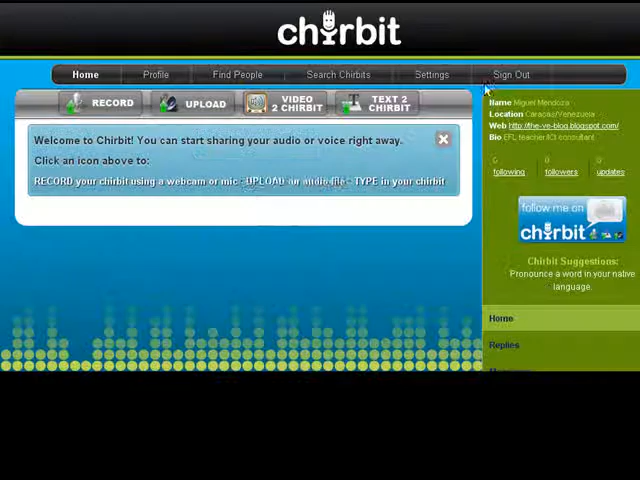 chirbit
Home Profile Find People Search Chirbits Settings Sign Out
RECORD UPLOAD VIDEO 2 CHIRBIT TEXT 2 CHIRBIT
Welcome to Chirbit! You can start sharing your audio or voice right away.
Click an icon above to:
RECORD your chirbit using a webcam or mic - UPLOAD an audio file - TYPE in your chirbit
Name Miguel Mendoza
Location Caracas/Venezuela
Web http://the-ve-blog.blogspot.com/
Bio EFL teacher/ICI consultant
0 0 0
following followers updates
follow me on
chirbit
Chirbit Suggestions:
Pronounce a word in your native
language.
Home
Replies